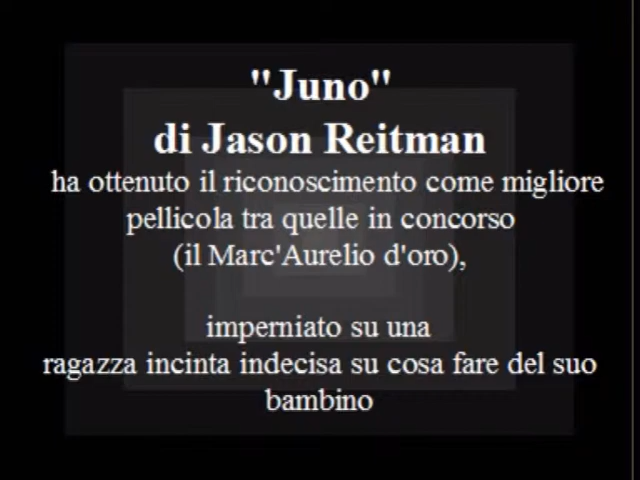 "Juno"
di Jason Reitman
ha ottenuto il riconoscimento come migliore
pellicola tra quelle in concorso
(il Marc'Aurelio d'oro),
imperniato su una
ragazza incinta indecisa su cosa fare del suo
bambino